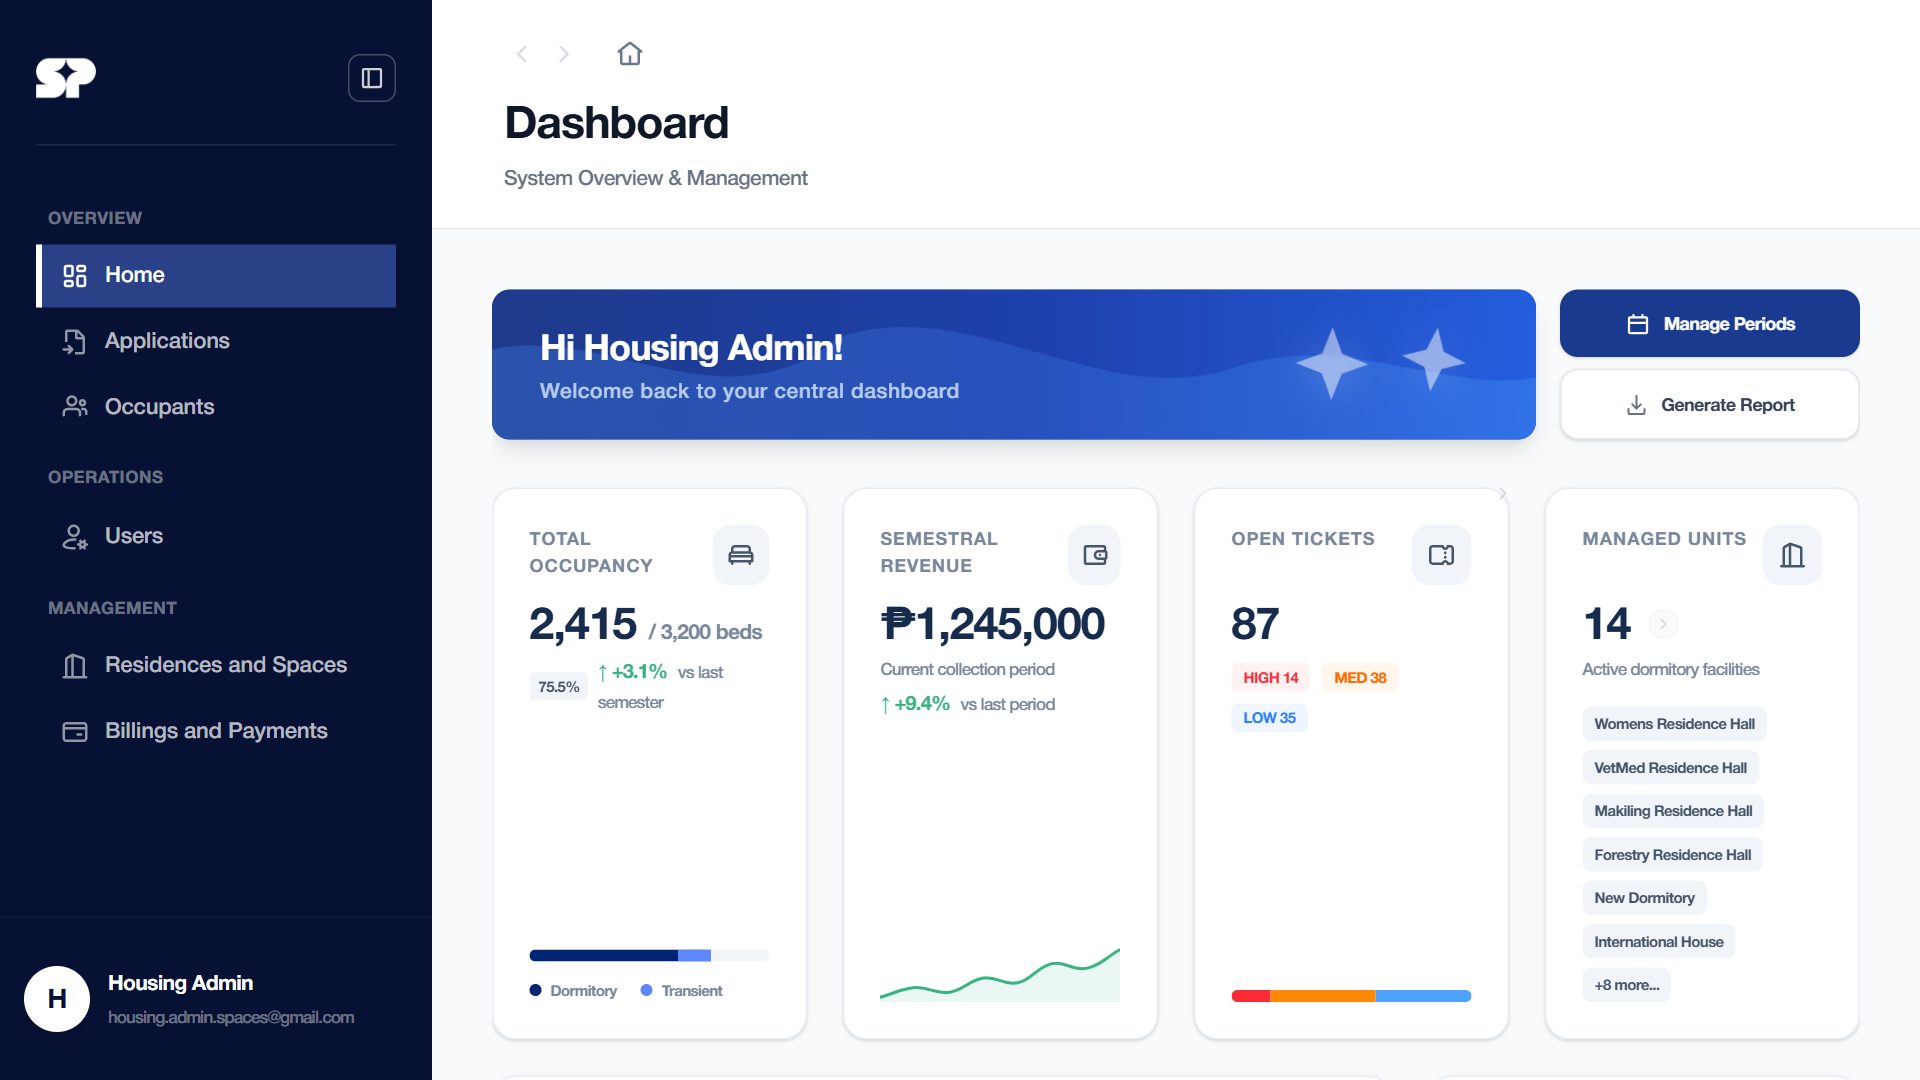 SP
OVERVIEW
Home
Applications
Occupants
OPERATIONS
Users
MANAGEMENT
Residences and Spaces
Billings and Payments
H
Housing Admin
housing.admin.spaces@gmail.com
Dashboard
System Overview & Management
Hi Housing Admin!
Welcome back to your central dashboard
Manage Periods
Generate Report
TOTAL
OCCUPANCY
2,415 / 3,200 beds
75.5% ↑ +3.1% vs last
semester
Dormitory Transient
SEMESTRAL
REVENUE
₱1,245,000
Current collection period
↑ +9.4% vs last period
OPEN TICKETS
87
HIGH 14 MED 38
LOW 35
MANAGED UNITS
14
Active dormitory facilities
Womens Residence Hall
VetMed Residence Hall
Makiling Residence Hall
Forestry Residence Hall
New Dormitory
International House
+8 more...